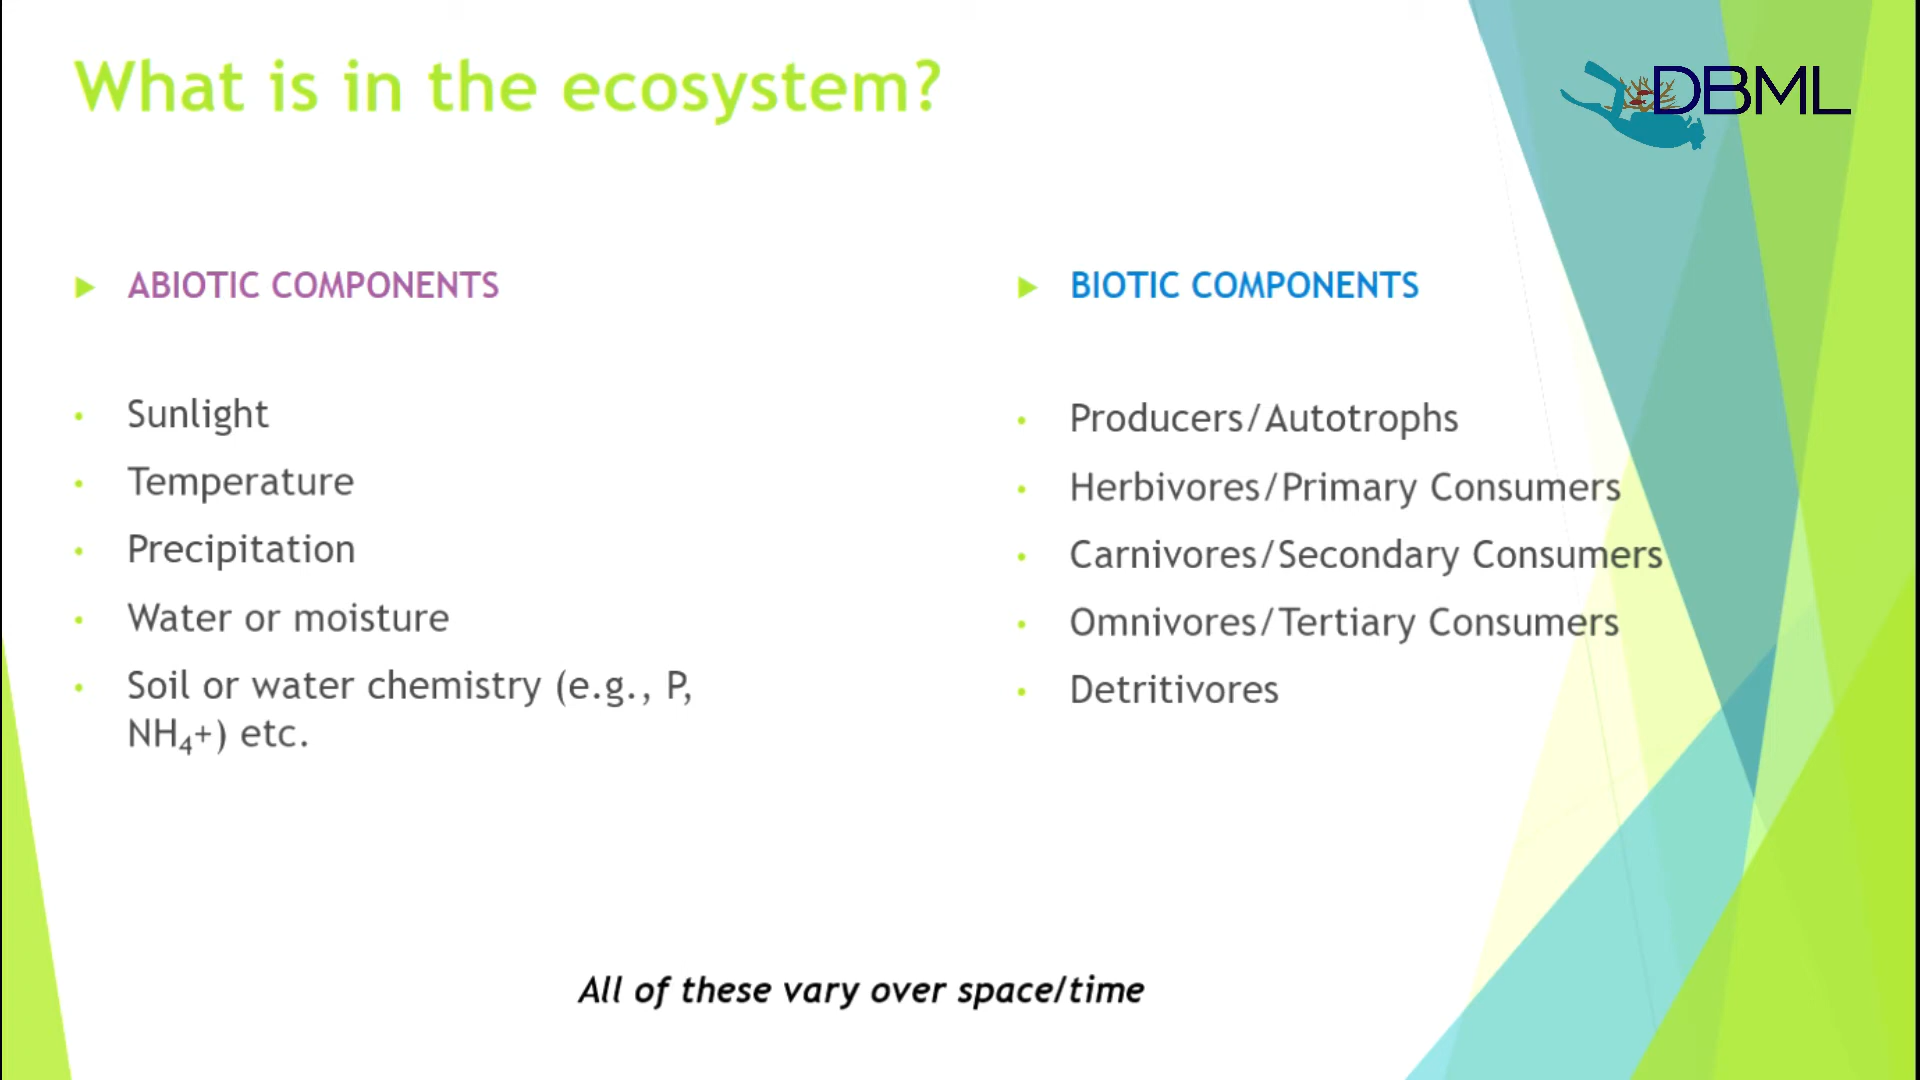 What is in the ecosystem?
DBML
ABIOTIC COMPONENTS
Sunlight
Temperature
Precipitation
Water or moisture
Soil or water chemistry (e.g., P,
NH₄+) etc.
BIOTIC COMPONENTS
Producers/Autotrophs
Herbivores/Primary Consumers
Carnivores/Secondary Consumers
Omnivores/Tertiary Consumers
Detritivores
All of these vary over space/time